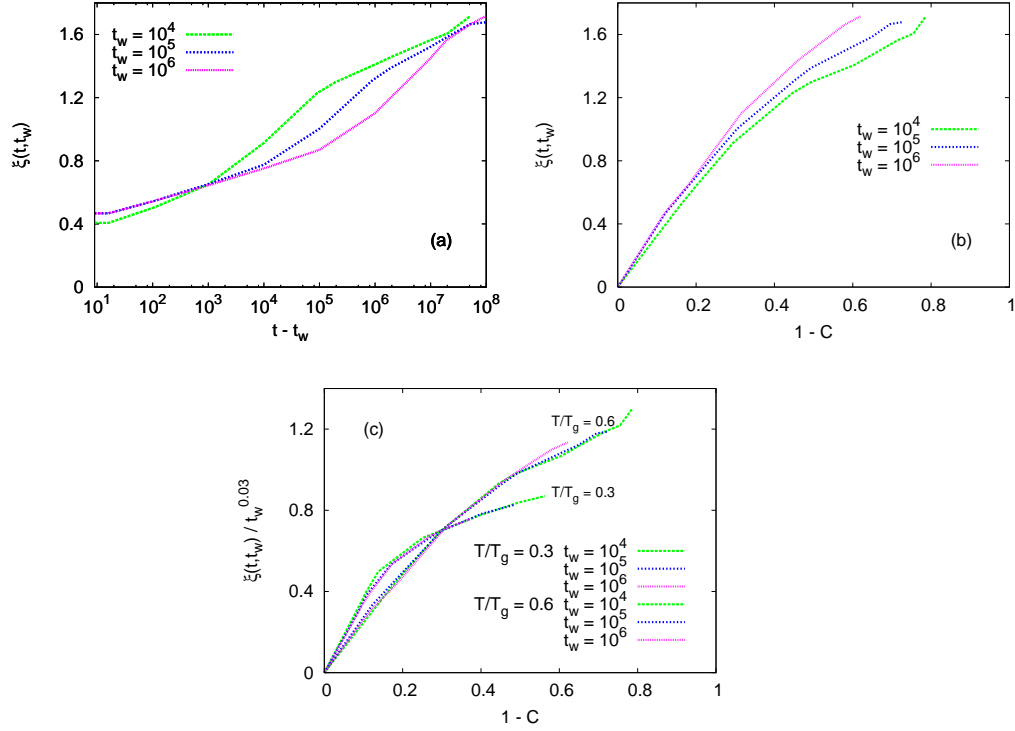 1.6
1.2
0.8
0.4
0
ξ(t,t_w)
t_w = 10^4
t_w = 10^5
t_w = 10^6
(a)
10^1 10^2 10^3 10^4 10^5 10^6 10^7 10^8
t - t_w
1.6
1.2
0.8
0.4
0
ξ(t,t_w)
t_w = 10^4
t_w = 10^5
t_w = 10^6
(b)
0 0.2 0.4 0.6 0.8 1
1 - C
1.2
0.8
0.4
0
ξ(t,t_w) / t_w^0.03
(c)
T/T_g = 0.6
T/T_g = 0.3
T/T_g = 0.3 t_w = 10^4
t_w = 10^5
t_w = 10^6
T/T_g = 0.6 t_w = 10^4
t_w = 10^5
t_w = 10^6
0 0.2 0.4 0.6 0.8 1
1 - C